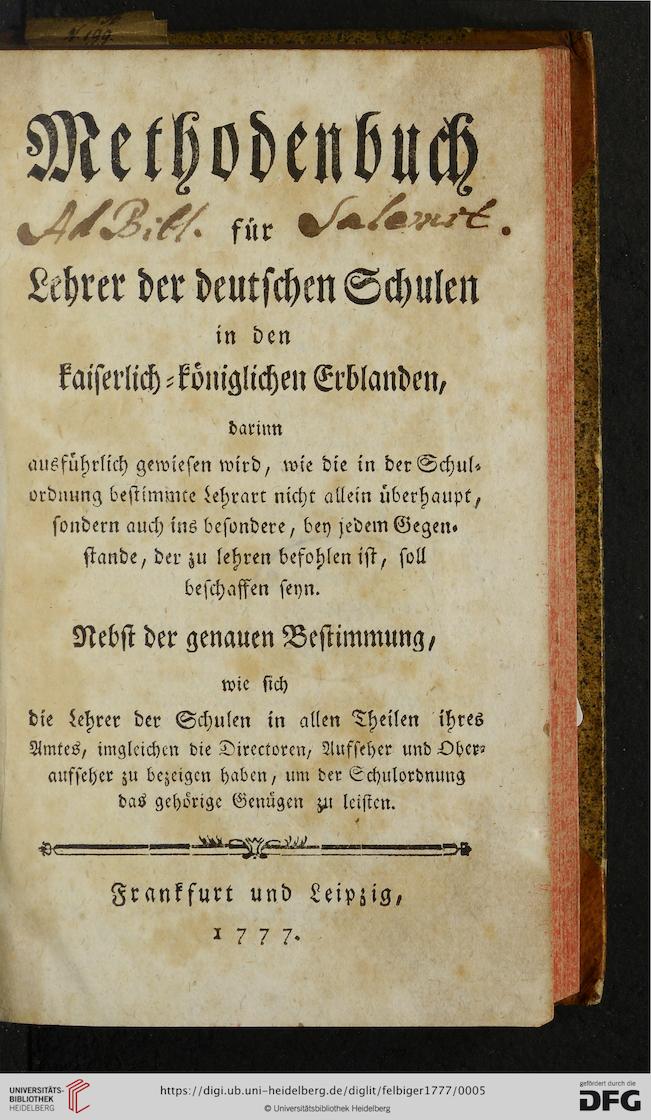 N. 199.
Methodenbuch
Ad Bibl. für Salemit.
Lehrer der deutschen Schulen
in den
kaiserlich-königlichen Erblanden,
darinn
ausführlich gewiesen wird, wie die in der Schul-
ordnung bestimmte Lehrart nicht allein überhaupt,
sondern auch ins besondere, bey jedem Gegen-
stande, der zu lehren befohlen ist, soll
beschaffen seyn.
Nebst der genauen Bestimmung,
wie sich
die Lehrer der Schulen in allen Theilen ihres
Amtes, imgleichen die Directoren, Aufseher und Ober-
aufseher zu bezeigen haben, um der Schulordnung
das gehörige Genügen zu leisten.
Frankfurt und Leipzig,
1777.
UNIVERSITÄTS-
BIBLIOTHEK
HEIDELBERG
https://digi.ub.uni-heidelberg.de/diglit/felbiger1777/0005
© Universitätsbibliothek Heidelberg
gefördert durch die
DFG